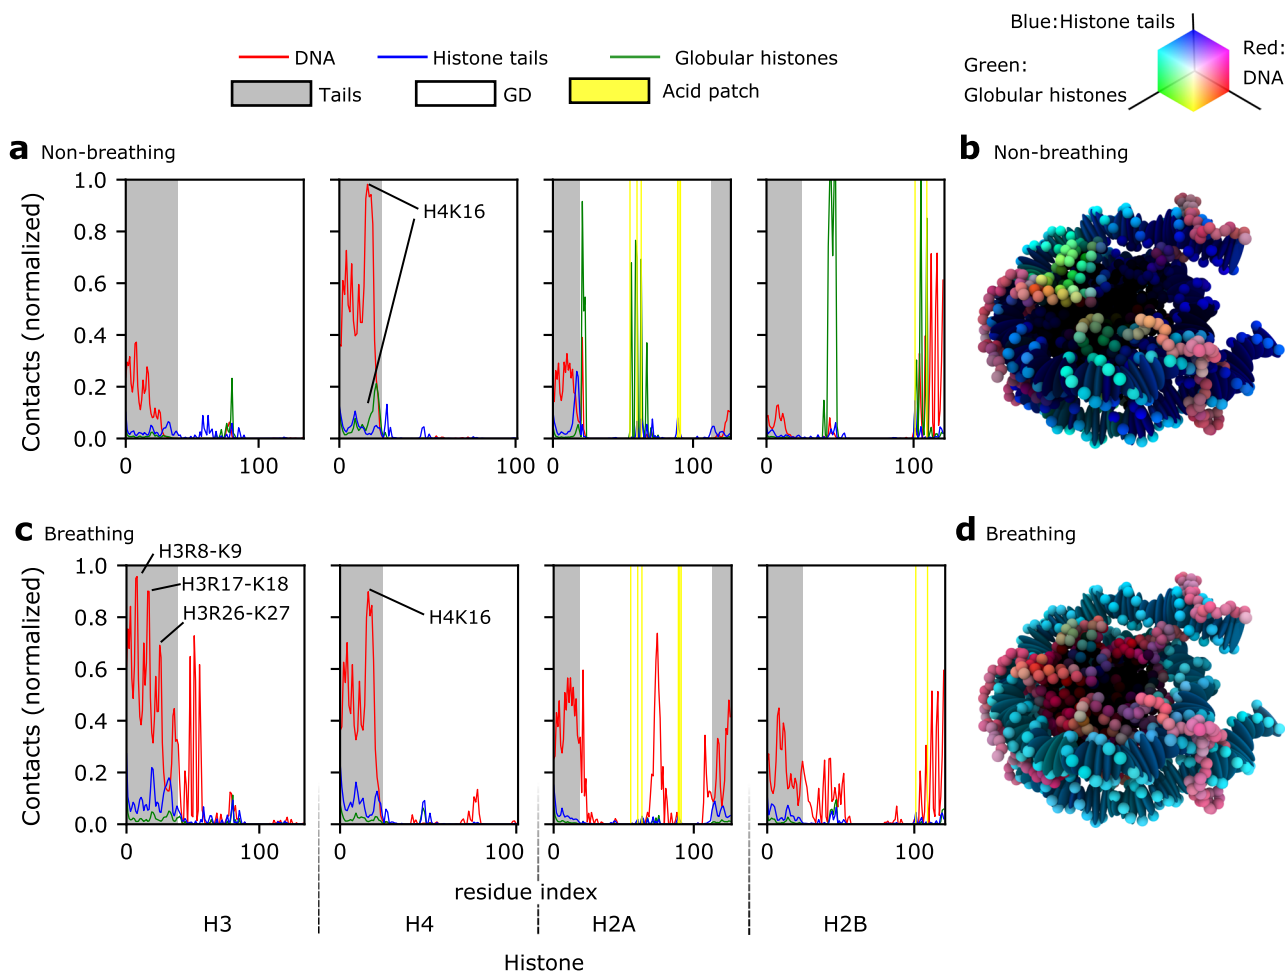 Blue:Histone tails
DNA Histone tails Globular histones
Red:
Green:
DNA
Tails GD Acid patch
Globular histones
a Non-breathing
b Non-breathing
Contacts (normalized)
1.0
0.8
0.6
0.4
0.2
0.0
H4K16
0 100 0 100 0 100 0 100
c Breathing
d Breathing
H3R8-K9
H3R17-K18
H3R26-K27
H4K16
Contacts (normalized)
1.0
0.8
0.6
0.4
0.2
0.0
0 100 0 100 0 100 0 100
residue index
H3 H4 H2A H2B
Histone